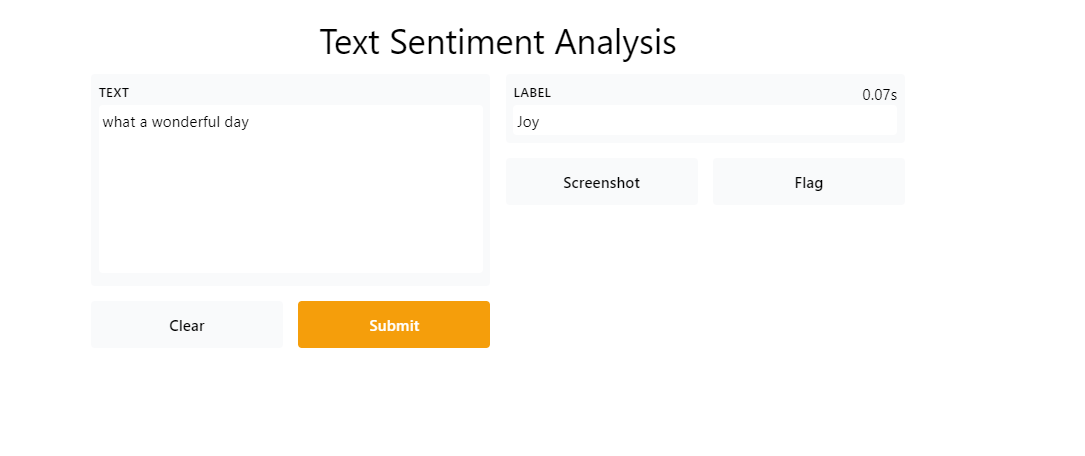 Text Sentiment Analysis
TEXT
what a wonderful day
Clear
Submit
LABEL
0.07s
Joy
Screenshot
Flag